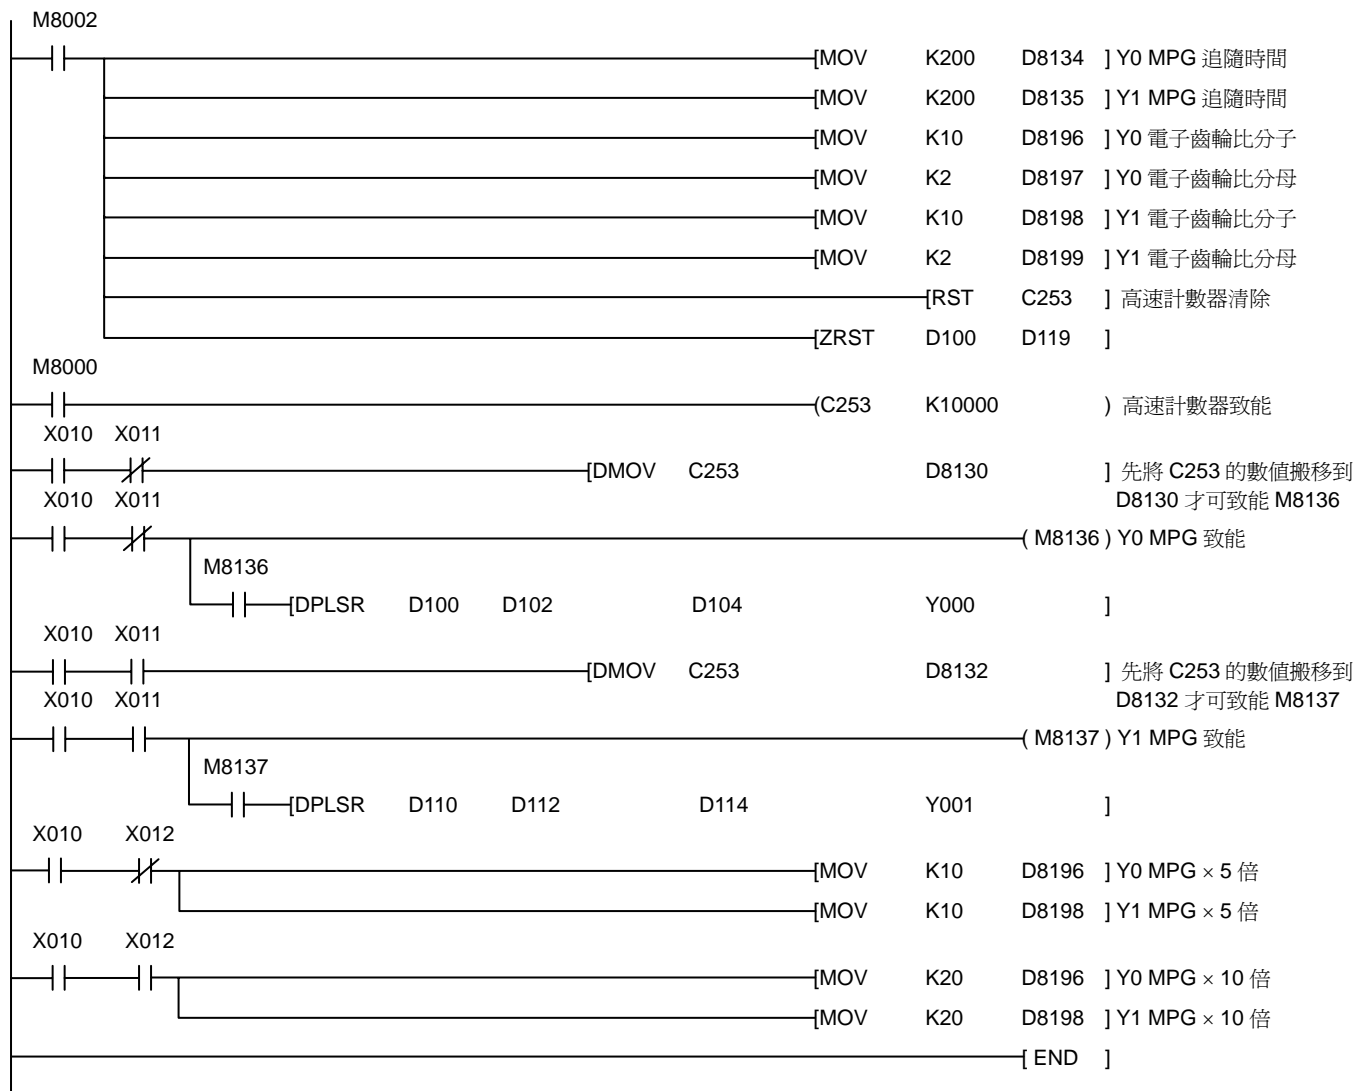 M8002
[MOV K200 D8134 ] Y0 MPG 追隨時間
[MOV K200 D8135 ] Y1 MPG 追隨時間
[MOV K10 D8196 ] Y0 電子齒輪比分子
[MOV K2 D8197 ] Y0 電子齒輪比分母
[MOV K10 D8198 ] Y1 電子齒輪比分子
[MOV K2 D8199 ] Y1 電子齒輪比分母
[RST C253 ] 高速計數器清除
[ZRST D100 D119 ]
M8000
(C253 K10000 ) 高速計數器致能
X010 X011
[DMOV C253 D8130 ] 先將 C253 的數值搬移到
X010 X011 D8130 才可致能 M8136
( M8136 ) Y0 MPG 致能
M8136
[DPLSR D100 D102 D104 Y000 ]
X010 X011
[DMOV C253 D8132 ] 先將 C253 的數值搬移到
X010 X011 D8132 才可致能 M8137
( M8137 ) Y1 MPG 致能
M8137
[DPLSR D110 D112 D114 Y001 ]
X010 X012
[MOV K10 D8196 ] Y0 MPG × 5 倍
[MOV K10 D8198 ] Y1 MPG × 5 倍
X010 X012
[MOV K20 D8196 ] Y0 MPG × 10 倍
[MOV K20 D8198 ] Y1 MPG × 10 倍
[ END ]